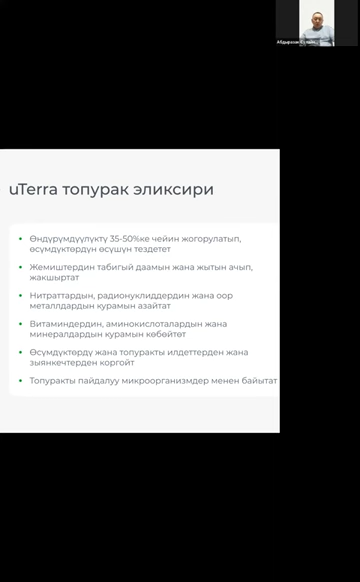 Абдырахи
uTerra топурак эликсири
Өндүрүмдүүлүктү 35-50%ке чейин жогорулатып,
өсүмдүктөрдүн өсүшүн тездетет
Жемиштердин табигый даамын жана жытын ачып,
жакшыртат
Нитраттардын, радионуклиддердин жана оор
металлдардын курамын азайтат
Витаминдердин, аминокислоталардын жана
минералдардын курамын көбөйтөт
Өсүмдүктөрдү жана топуракты илдеттерден жана
зыянкечтерден коргойт
Топуракты пайдалуу микроорганизмдер менен байытат